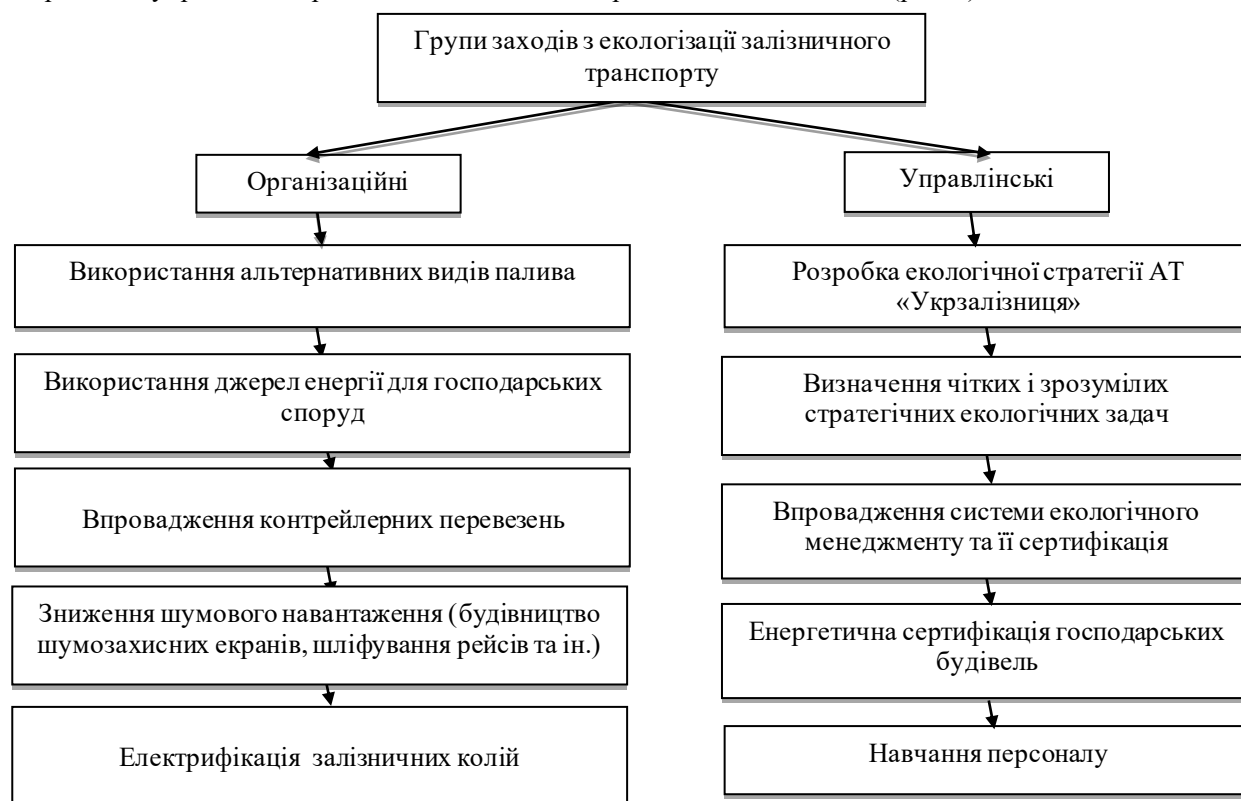 Групи заходів з екологізації залізничного
транспорту
Організаційні
Управлінські
Використання альтернативних видів палива
Використання джерел енергії для господарських
споруд
Впровадження контрейлерних перевезень
Зниження шумового навантаження (будівництво
шумозахисних екранів, шліфування рейсів та ін.)
Електрифікація залізничних колій
Розробка екологічної стратегії АТ
«Укрзалізниця»
Визначення чітких і зрозумілих
стратегічних екологічних задач
Впровадження системи екологічного
менеджменту та її сертифікація
Енергетична сертифікація господарських
будівель
Навчання персоналу